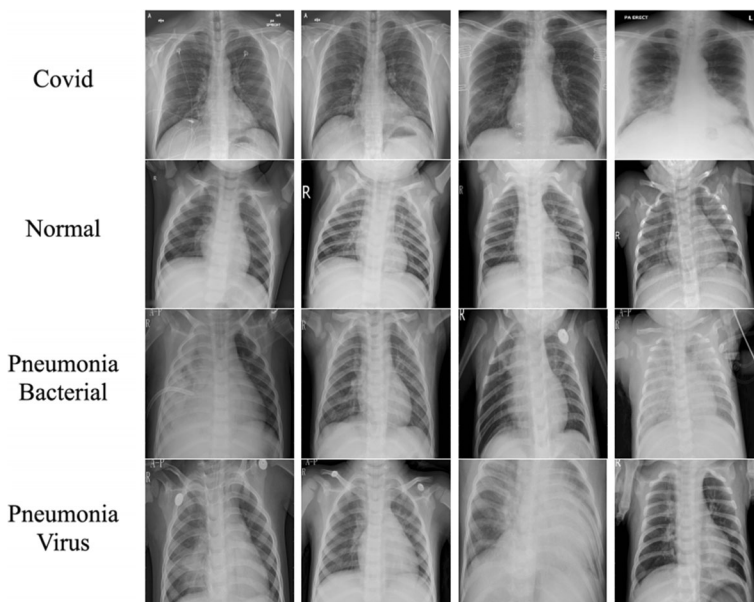 Covid
A
A
PA ERECT
L
Normal
R
R
R
R
Pneumonia
Bacterial
A-P
R
R
A-P
R
Pneumonia
Virus
A-P
R
A-P
R